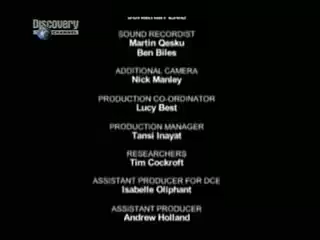 Discovery
CHANNEL
SOUND RECORDIST
Martin Qesku
Ben Biles
ADDITIONAL CAMERA
Nick Manley
PRODUCTION CO-ORDINATOR
Lucy Best
PRODUCTION MANAGER
Tansi Inayat
RESEARCHERS
Tim Cockroft
ASSISTANT PRODUCER FOR DCE
Isabelle Oliphant
ASSISTANT PRODUCER
Andrew Holland